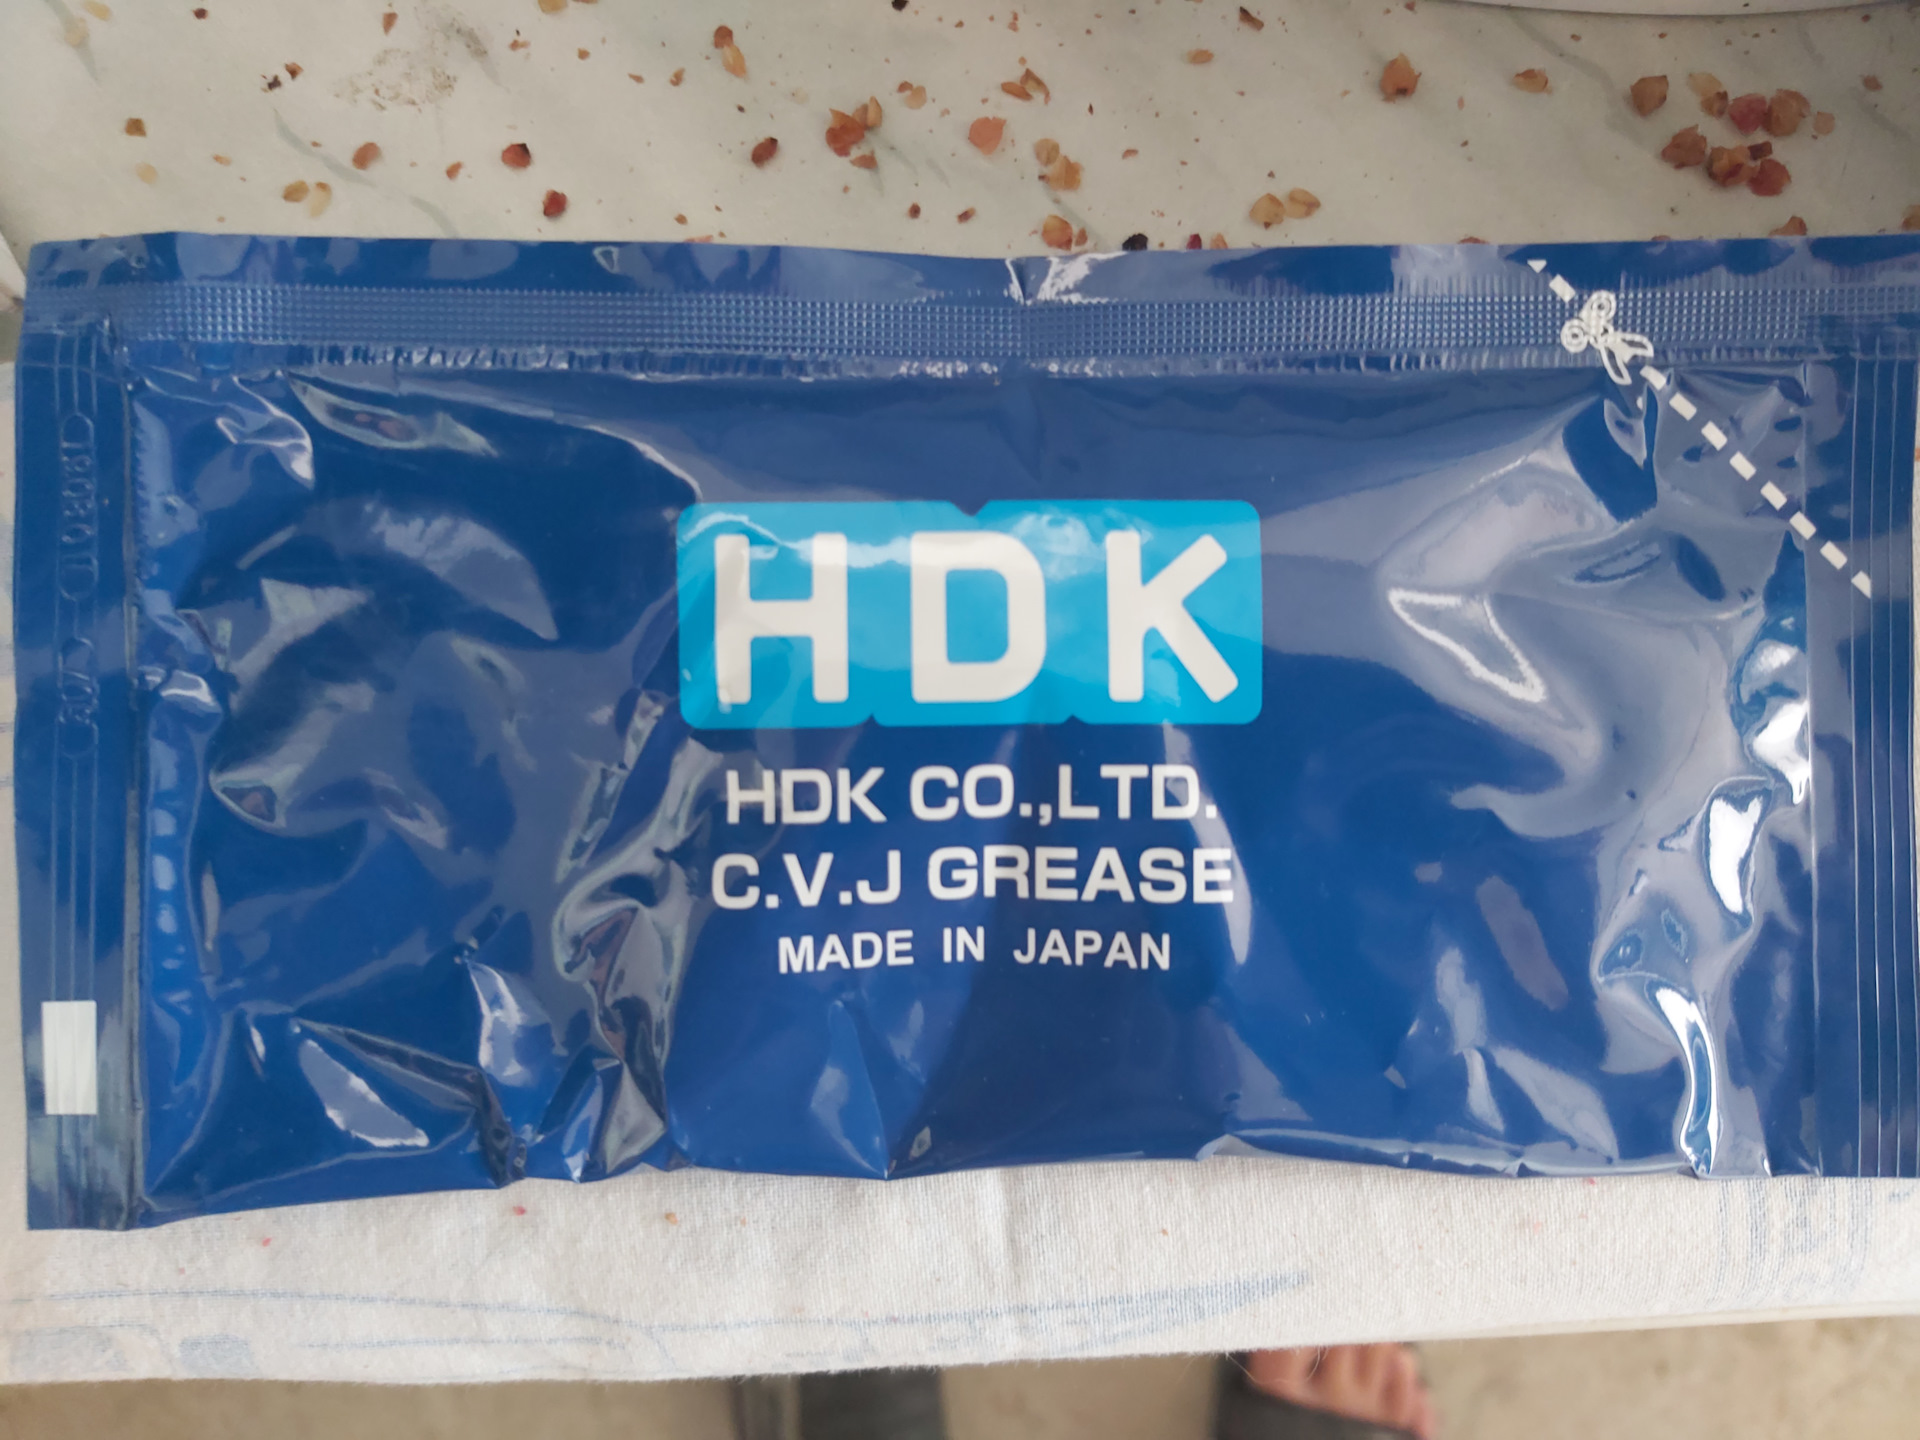 HDK
HDK CO.,LTD.
C.V.J GREASE
MADE IN JAPAN